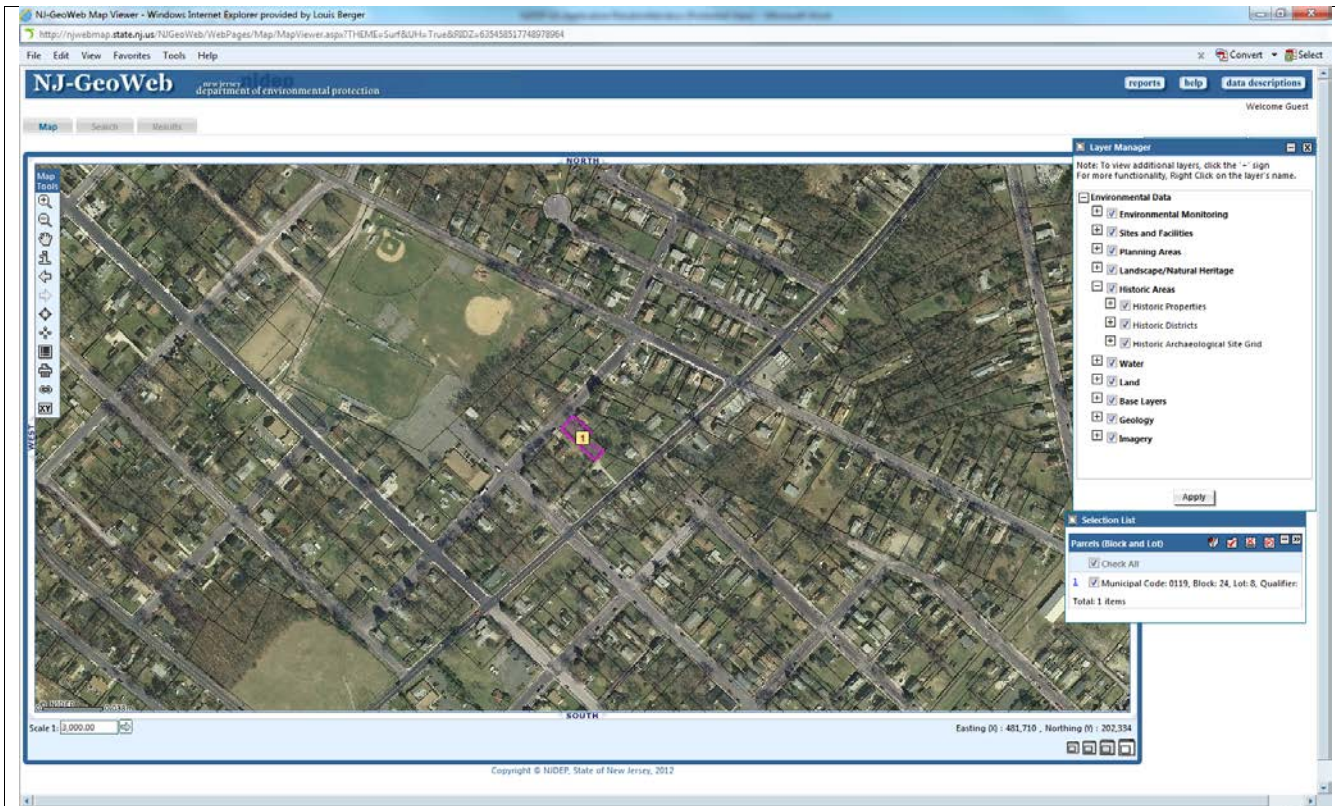 NJ-GeoWeb Map Viewer - Windows Internet Explorer provided by Louis Berger
http://njwebmap.state.nj.us/NJGeoWeb/WebPages/Map/MapViewer.aspx?THEME=Surf&UH=True&RIDZ=635458517748978964
File Edit View Favorites Tools Help
x Convert Select
NJ-GeoWeb
new jersey
department of environmental protection
njdep
reports help data descriptions
Welcome Guest
Map Search Results
NORTH
Map
Tools
XY
WEST
SOUTH
1
Layer Manager
Note: To view additional layers, click the '+' sign
For more functionality, Right Click on the layer's name.
Environmental Data
Environmental Monitoring
Sites and Facilities
Planning Areas
Landscape/Natural Heritage
Historic Areas
Historic Properties
Historic Districts
Historic Archaeological Site Grid
Water
Land
Base Layers
Geology
Imagery
Apply
Selection List
Parcels (Block and Lot)
Check All
1 Municipal Code: 0119, Block: 24, Lot: 8, Qualifier:
Total: 1 items
Scale 1: 3,000.00
Easting (X) : 481,710 , Northing (Y) : 202,334
Copyright © NJDEP, State of New Jersey, 2012